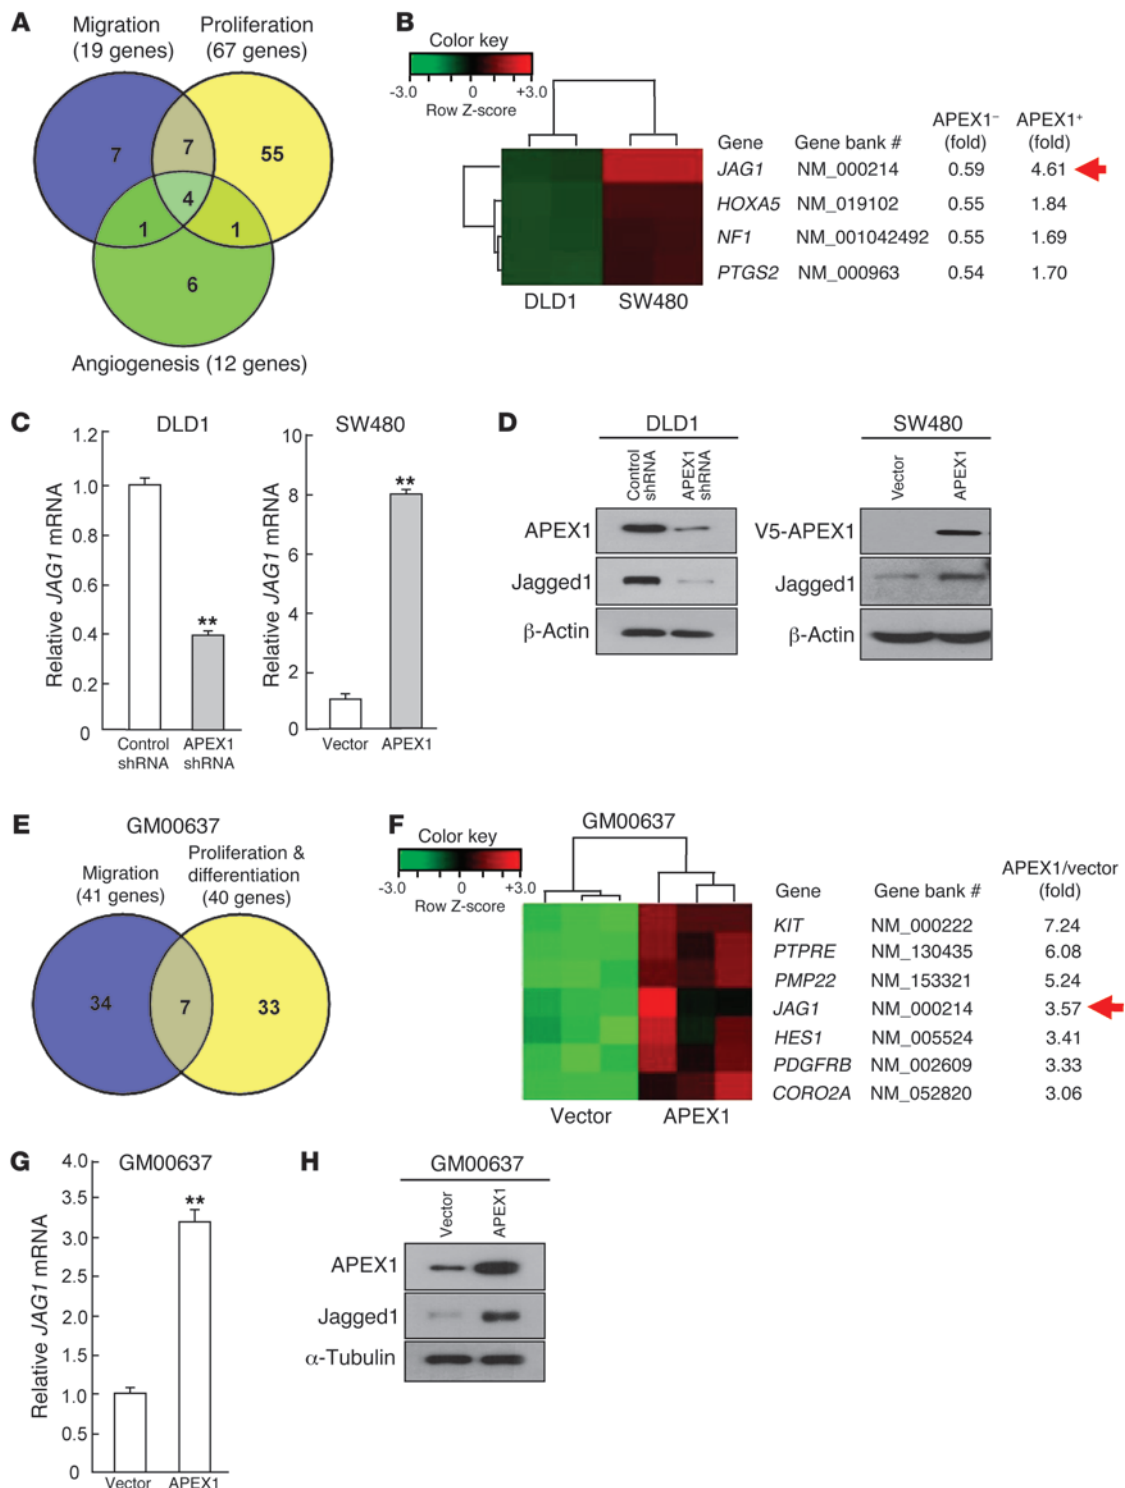 A
Migration
(19 genes)
Proliferation
(67 genes)
7
7
55
4
1
1
6
Angiogenesis (12 genes)
B
Color key
-3.0 0 +3.0
Row Z-score
DLD1 SW480
APEX1⁻ APEX1⁺
Gene Gene bank # (fold) (fold)
JAG1 NM_000214 0.59 4.61
HOXA5 NM_019102 0.55 1.84
NF1 NM_001042492 0.55 1.69
PTGS2 NM_000963 0.54 1.70
C
DLD1
Relative JAG1 mRNA
1.2
1.0
0.8
0.6
0.4
0.2
0
**
Control
shRNA
APEX1
shRNA
SW480
Relative JAG1 mRNA
10
8
6
4
2
0
**
Vector APEX1
D
DLD1
Control
shRNA
APEX1
shRNA
APEX1
Jagged1
β-Actin
SW480
Vector
APEX1
V5-APEX1
Jagged1
β-Actin
E
GM00637
Migration
(41 genes)
Proliferation &
differentiation
(40 genes)
34 7 33
F
Color key
-3.0 0 +3.0
Row Z-score
GM00637
Vector APEX1
APEX1/vector
Gene Gene bank # (fold)
KIT NM_000222 7.24
PTPRE NM_130435 6.08
PMP22 NM_153321 5.24
JAG1 NM_000214 3.57
HES1 NM_005524 3.41
PDGFRB NM_002609 3.33
CORO2A NM_052820 3.06
G
GM00637
Relative JAG1 mRNA
4.0
3.5
3.0
2.5
2.0
1.5
1.0
0.5
0
**
Vector APEX1
H
GM00637
Vector
APEX1
APEX1
Jagged1
α-Tubulin